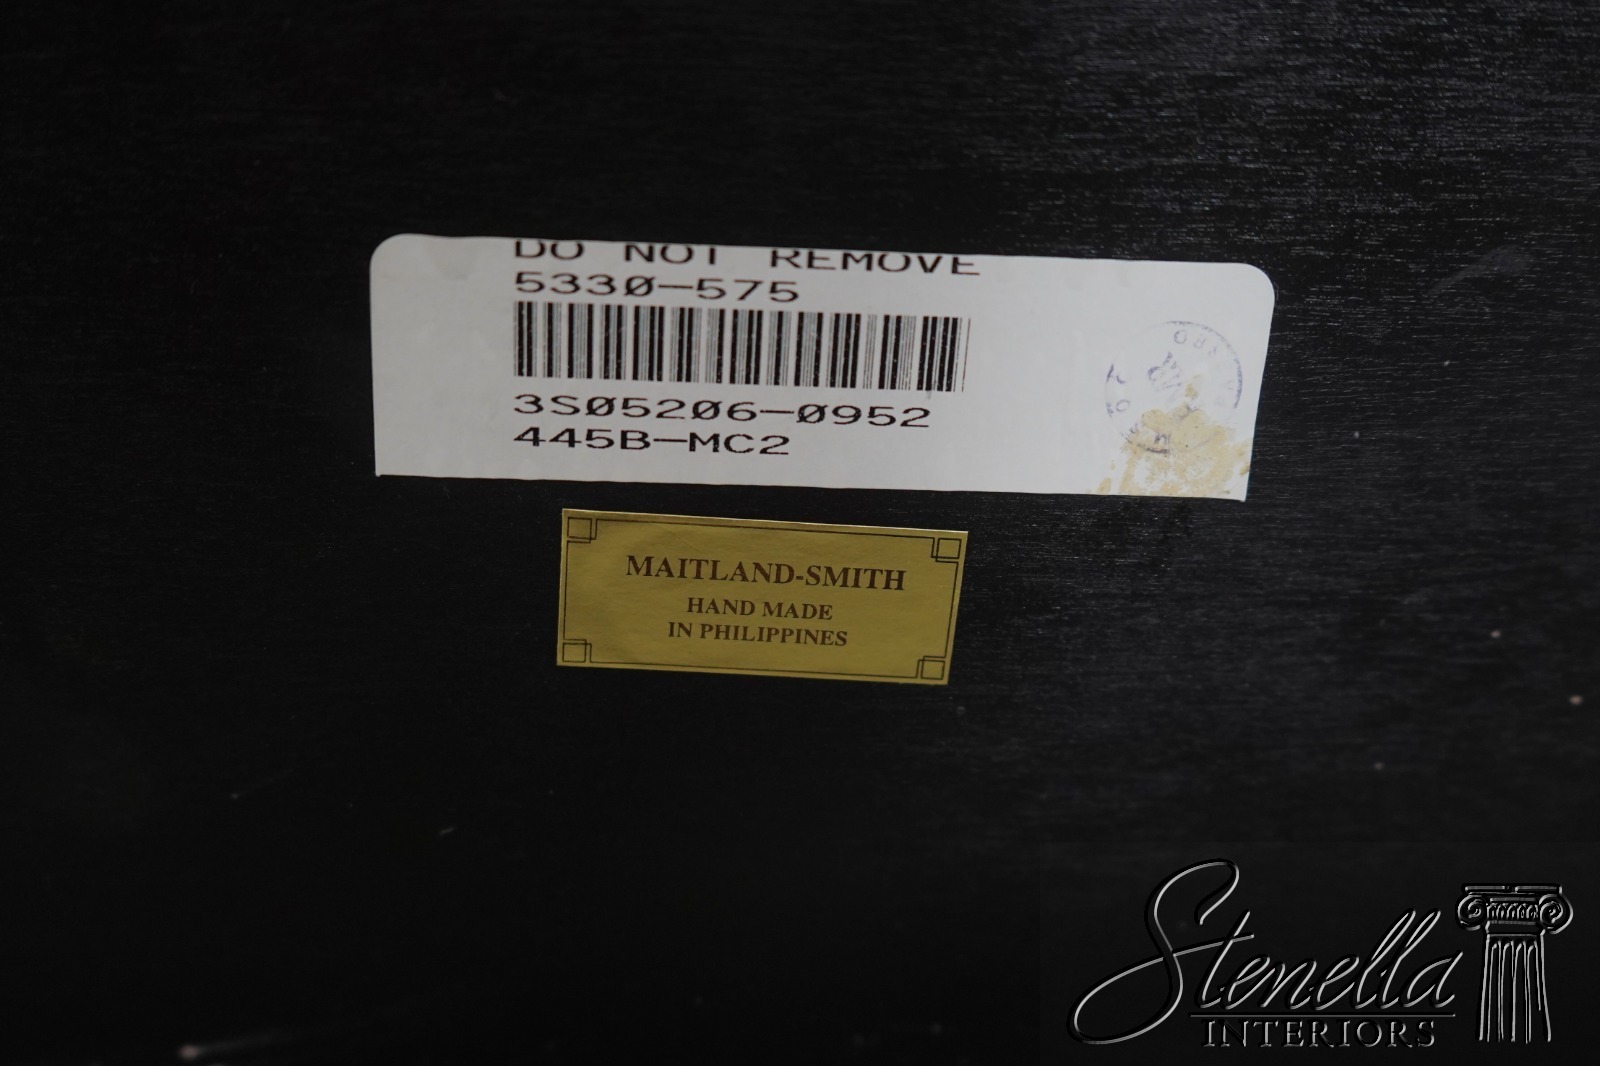 DO NOT REMOVE
5330-575
3S05206-0952
445B-MC2
MAITLAND-SMITH
HAND MADE
IN PHILIPPINES
Stenella
INTERIORS